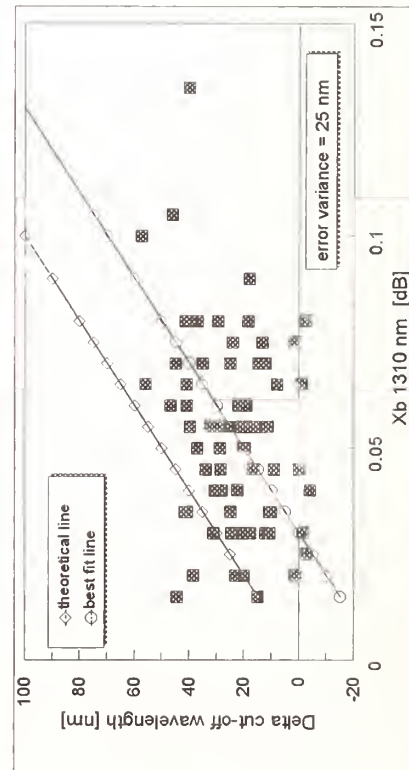 100
80
60
40
20
0
-20
Delta cut-off wavelength [nm]
theoretical line
best fit line
error variance = 25 nm
0
0.05
0.1
0.15
Xb 1310 nm [dB]